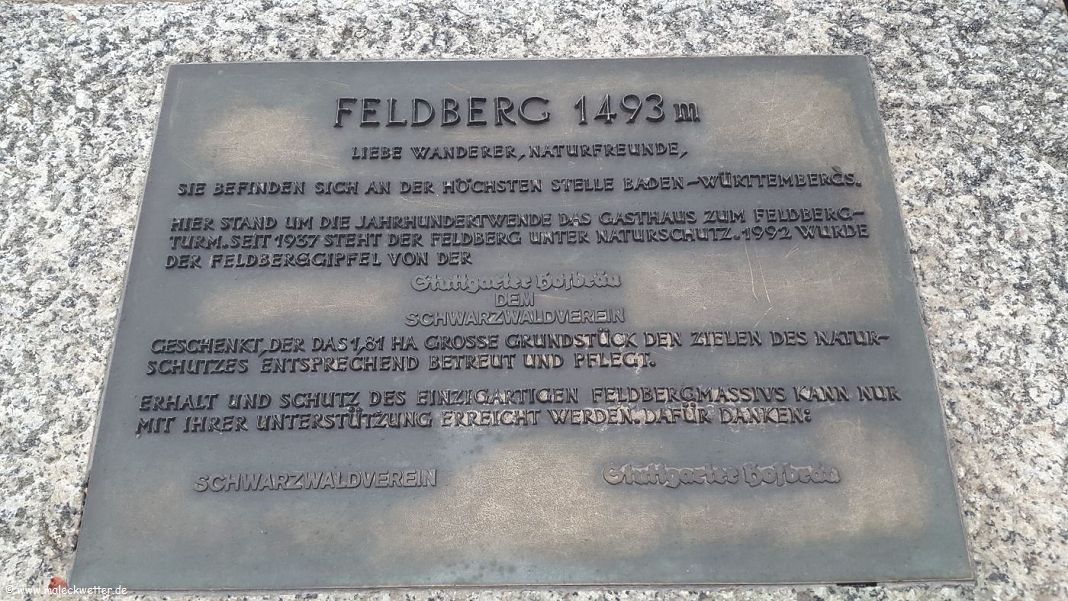 FELDBERG 1493 m
LIEBE WANDERER, NATURFREUNDE,
SIE BEFINDEN SICH AN DER HÖCHSTEN STELLE BADEN-WÜRTTEMBERGS.
HIER STAND UM DIE JAHRHUNDERTWENDE DAS GASTHAUS ZUM FELDBERG-
TURM. SEIT 1937 STEHT DER FELDBERG UNTER NATURSCHUTZ. 1992 WURDE
DER FELDBERGGIPFEL VON DER
Stuttgarter Hofbräu
DEM
SCHWARZWALDVEREIN
GESCHENKT, DER DAS 1,81 HA GROSSE GRUNDSTÜCK DEN ZIELEN DES NATUR-
SCHUTZES ENTSPRECHEND BETREUT UND PFLEGT.
ERHALT UND SCHUTZ DES EINZIGARTIGEN FELDBERGMASSIVS KANN NUR
MIT IHRER UNTERSTÜTZUNG ERREICHT WERDEN. DAFÜR DANKEN:
SCHWARZWALDVEREIN Stuttgarter Hofbräu
© www.maleckwetter.de